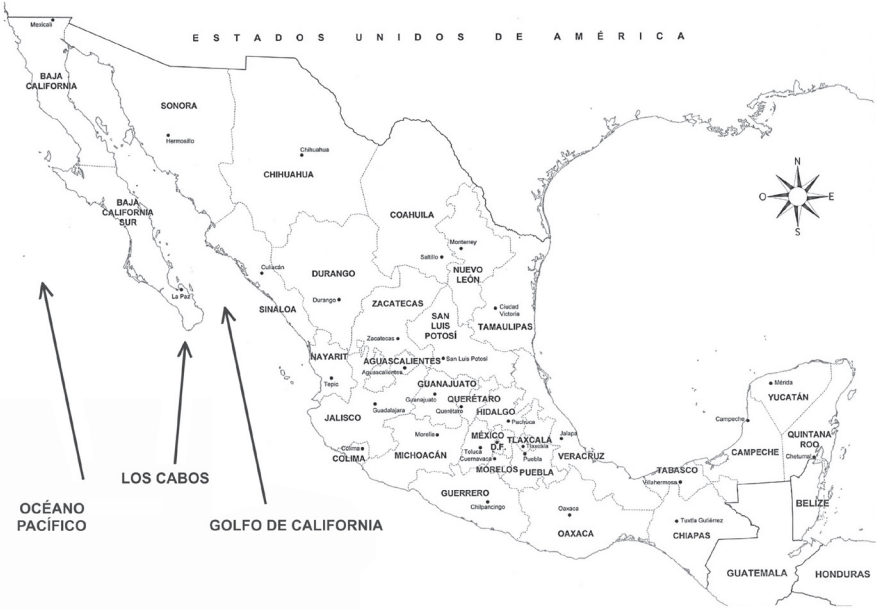 ESTADOS UNIDOS DE AMÉRICA
Mexicali
BAJA
CALIFORNIA
SONORA
Hermosillo
Chihuahua
CHIHUAHUA
N
O
E
S
BAJA
CALIFORNIA
SUR
COAHUILA
Monterrey
Saltillo
NUEVO
LEÓN
Culiacán
DURANGO
La Paz
Durango
SINALOA
ZACATECAS
SAN
LUIS
POTOSÍ
Ciudad
Victoria
TAMAULIPAS
Zacatecas
NAYARIT
AGUASCALIENTES
San Luis Potosí
Aguascalientes
Tepic
GUANAJUATO
Mérida
YUCATÁN
Guanajuato
QUERÉTARO
JALISCO
Guadalajara
Querétaro
HIDALGO
Pachuca
Campeche
Morelia
MÉXICO
TLAXCALA
Jalapa
QUINTANA
ROO
Colima
D.F.
Tlaxcala
COLIMA
MICHOACÁN
Toluca
Cuernavaca
Puebla
VERACRUZ
CAMPECHE
Chetumal
MORELOS
PUEBLA
TABASCO
Villahermosa
LOS CABOS
GUERRERO
Chilpancingo
Oaxaca
BELÍZE
OCÉANO
PACÍFICO
GOLFO DE CALIFORNIA
OAXACA
Tuxtla Gutiérrez
CHIAPAS
GUATEMALA
HONDURAS